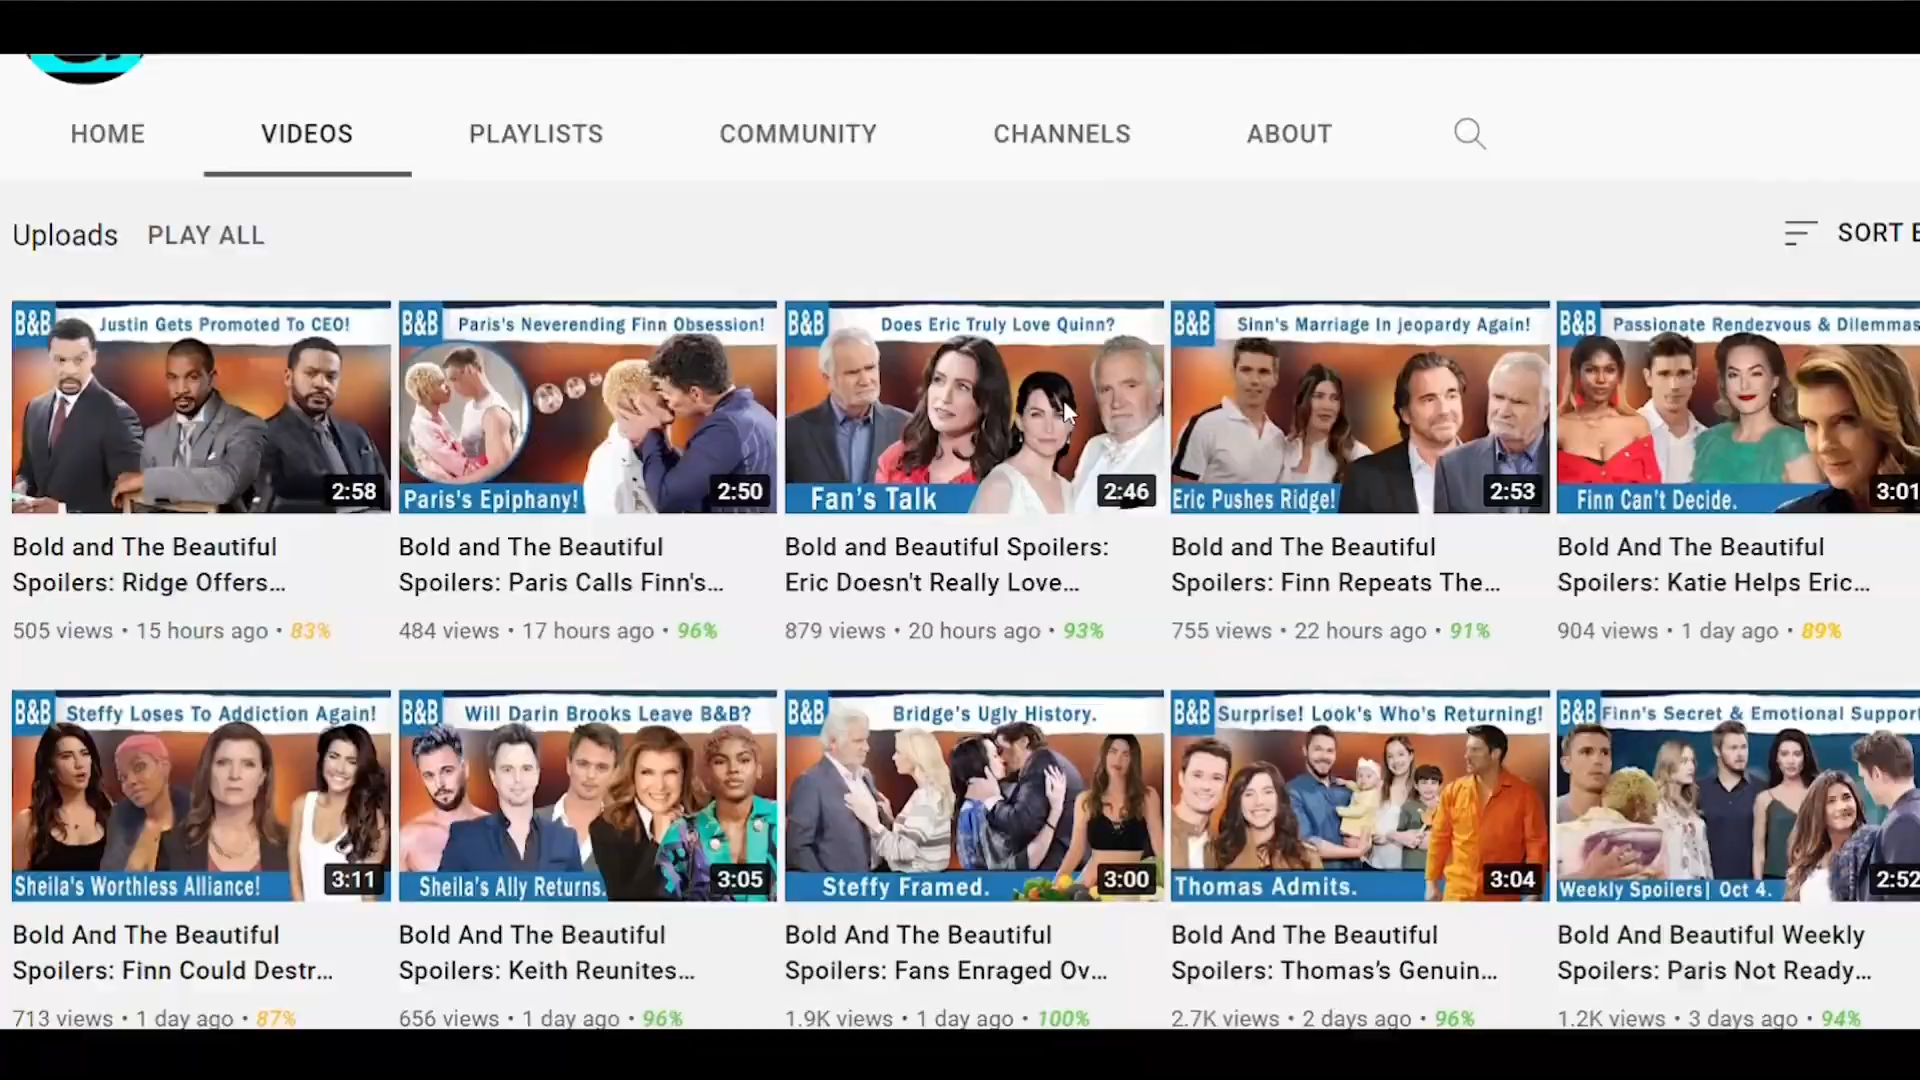 HOME VIDEOS PLAYLISTS COMMUNITY CHANNELS ABOUT
Uploads PLAY ALL
SORT
B&B Justin Gets Promoted To CEO!
2:58
B&B Paris's Neverending Finn Obsession!
Paris's Epiphany!
2:50
B&B Does Eric Truly Love Quinn?
Fan's Talk
2:46
B&B Sinn's Marriage In jeopardy Again!
Eric Pushes Ridge!
2:53
B&B Passionate Rendezvous & Dilemmas
Finn Can't Decide.
3:01
Bold and The Beautiful
Spoilers: Ridge Offers...
505 views • 15 hours ago • 83%
Bold and The Beautiful
Spoilers: Paris Calls Finn's...
484 views • 17 hours ago • 96%
Bold and Beautiful Spoilers:
Eric Doesn't Really Love...
879 views • 20 hours ago • 93%
Bold and The Beautiful
Spoilers: Finn Repeats The...
755 views • 22 hours ago • 91%
Bold And The Beautiful
Spoilers: Katie Helps Eric...
904 views • 1 day ago • 89%
B&B Steffy Loses To Addiction Again!
Sheila's Worthless Alliance!
3:11
B&B Will Darin Brooks Leave B&B?
Sheila's Ally Returns.
3:05
B&B Bridge's Ugly History.
Steffy Framed.
3:00
B&B Surprise! Look's Who's Returning!
Thomas Admits.
3:04
B&B Finn's Secret & Emotional Support
Weekly Spoilers| Oct 4.
2:52
Bold And The Beautiful
Spoilers: Finn Could Destr...
713 views • 1 day ago • 87%
Bold And The Beautiful
Spoilers: Keith Reunites...
656 views • 1 day ago • 96%
Bold And The Beautiful
Spoilers: Fans Enraged Ov...
1.9K views • 1 day ago • 100%
Bold And The Beautiful
Spoilers: Thomas's Genuin...
2.7K views • 2 days ago • 96%
Bold And Beautiful Weekly
Spoilers: Paris Not Ready...
1.2K views • 3 days ago • 94%